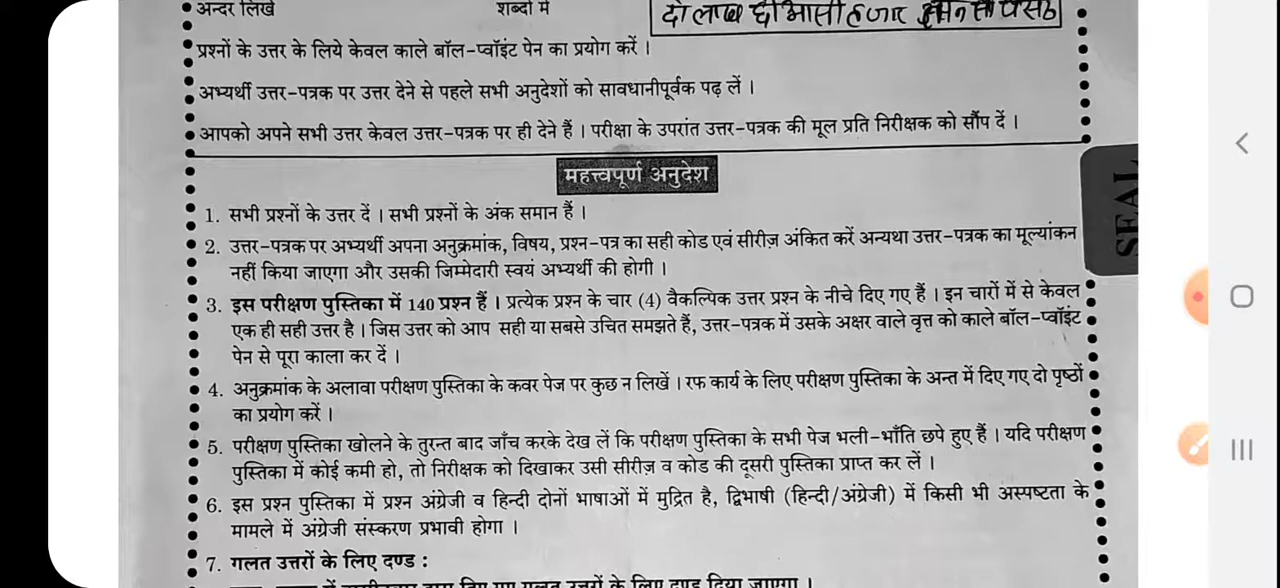 अन्दर लिखें शब्दों में
प्रश्नों के उत्तर के लिये केवल काले बॉल-प्वॉइंट पेन का प्रयोग करें ।
अभ्यर्थी उत्तर-पत्रक पर उत्तर देने से पहले सभी अनुदेशों को सावधानीपूर्वक पढ़ लें ।
आपको अपने सभी उत्तर केवल उत्तर-पत्रक पर ही देने हैं । परीक्षा के उपरांत उत्तर-पत्रक की मूल प्रति निरीक्षक को सौंप दें ।
महत्त्वपूर्ण अनुदेश
SEAL
1. सभी प्रश्नों के उत्तर दें । सभी प्रश्नों के अंक समान हैं ।
2. उत्तर-पत्रक पर अभ्यर्थी अपना अनुक्रमांक, विषय, प्रश्न-पत्र का सही कोड एवं सीरीज़ अंकित करें अन्यथा उत्तर-पत्रक का मूल्यांकन
नहीं किया जाएगा और उसकी जिम्मेदारी स्वयं अभ्यर्थी की होगी ।
3. इस परीक्षण पुस्तिका में 140 प्रश्न हैं । प्रत्येक प्रश्न के चार (4) वैकल्पिक उत्तर प्रश्न के नीचे दिए गए हैं । इन चारों में से केवल
एक ही सही उत्तर है । जिस उत्तर को आप सही या सबसे उचित समझते हैं, उत्तर-पत्रक में उसके अक्षर वाले वृत्त को काले बॉल-प्वॉइंट
पेन से पूरा काला कर दें ।
4. अनुक्रमांक के अलावा परीक्षण पुस्तिका के कवर पेज पर कुछ न लिखें । रफ कार्य के लिए परीक्षण पुस्तिका के अन्त में दिए गए दो पृष्ठों
का प्रयोग करें ।
5. परीक्षण पुस्तिका खोलने के तुरन्त बाद जाँच करके देख लें कि परीक्षण पुस्तिका के सभी पेज भली-भाँति छपे हुए हैं । यदि परीक्षण
पुस्तिका में कोई कमी हो, तो निरीक्षक को दिखाकर उसी सीरीज़ व कोड की दूसरी पुस्तिका प्राप्त कर लें ।
6. इस प्रश्न पुस्तिका में प्रश्न अंग्रेजी व हिन्दी दोनों भाषाओं में मुद्रित है, द्विभाषी (हिन्दी/अंग्रेजी) में किसी भी अस्पष्टता के
मामले में अंग्रेजी संस्करण प्रभावी होगा ।
7. गलत उत्तरों के लिए दण्ड :